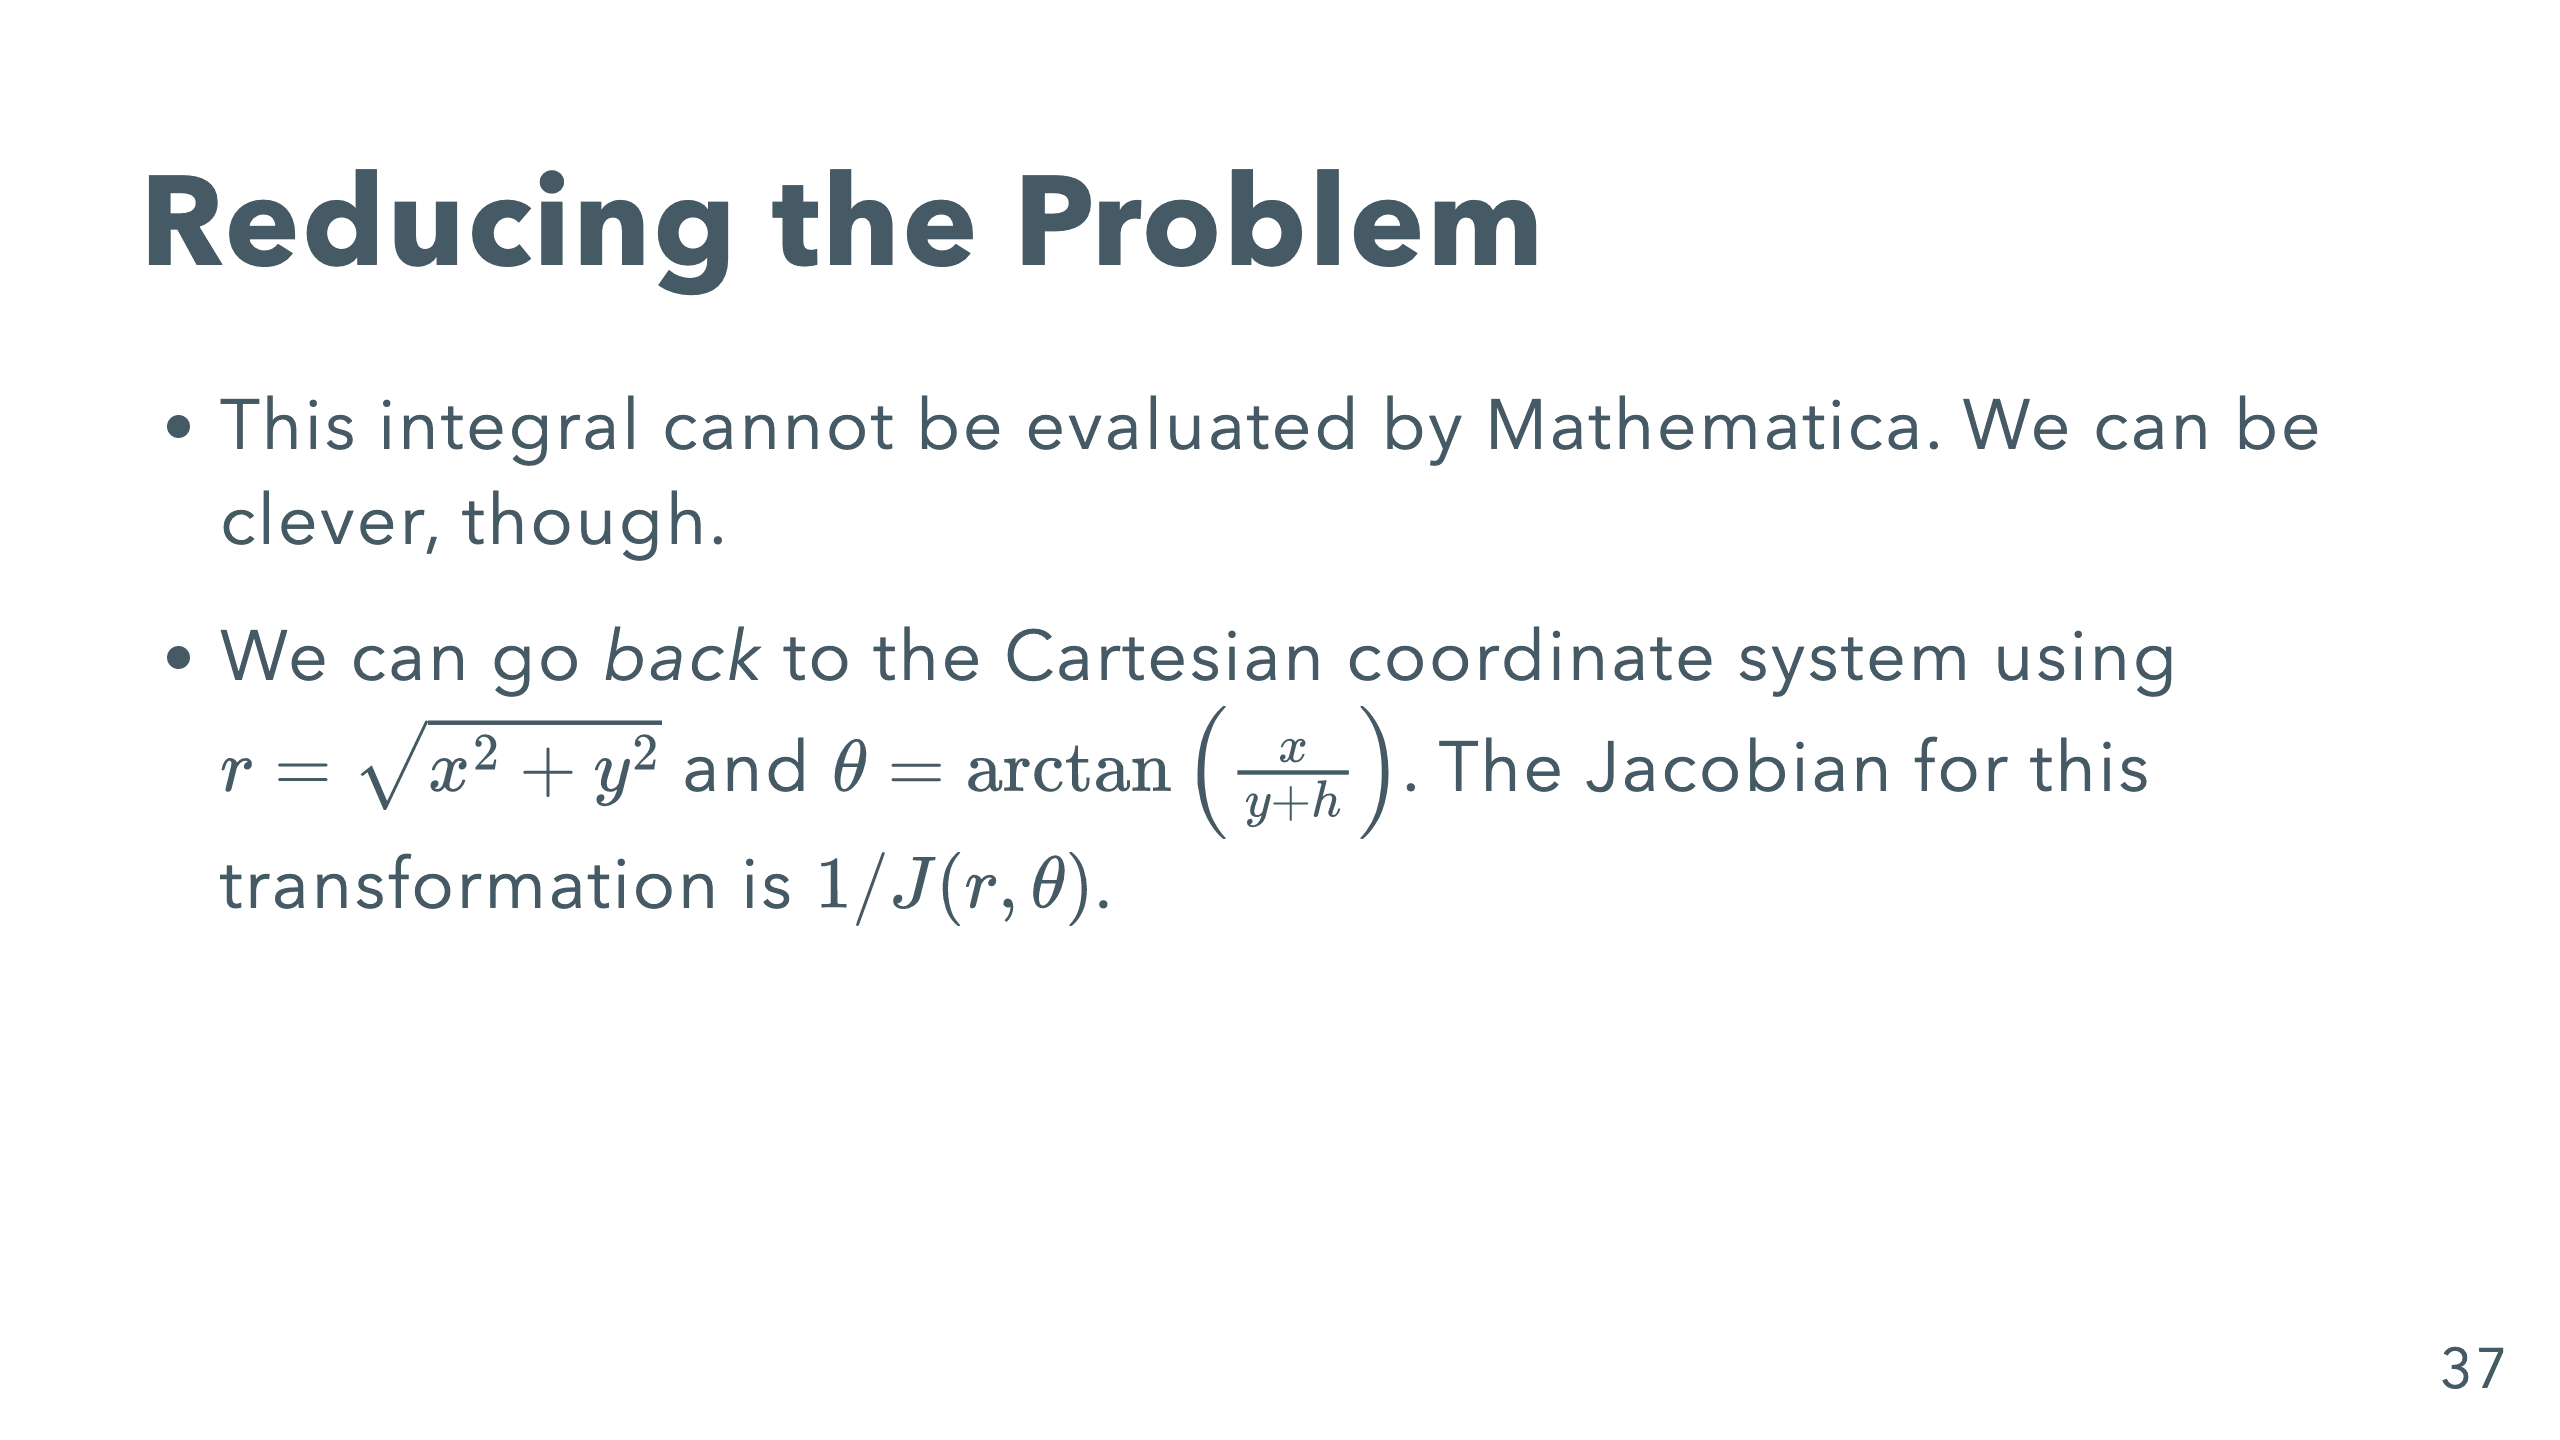 Reducing the Problem
• This integral cannot be evaluated by Mathematica. We can be
clever, though.
• We can go back to the Cartesian coordinate system using
r = √(x² + y²) and θ = arctan (x/(y+h)). The Jacobian for this
transformation is 1/J(r, θ).
37